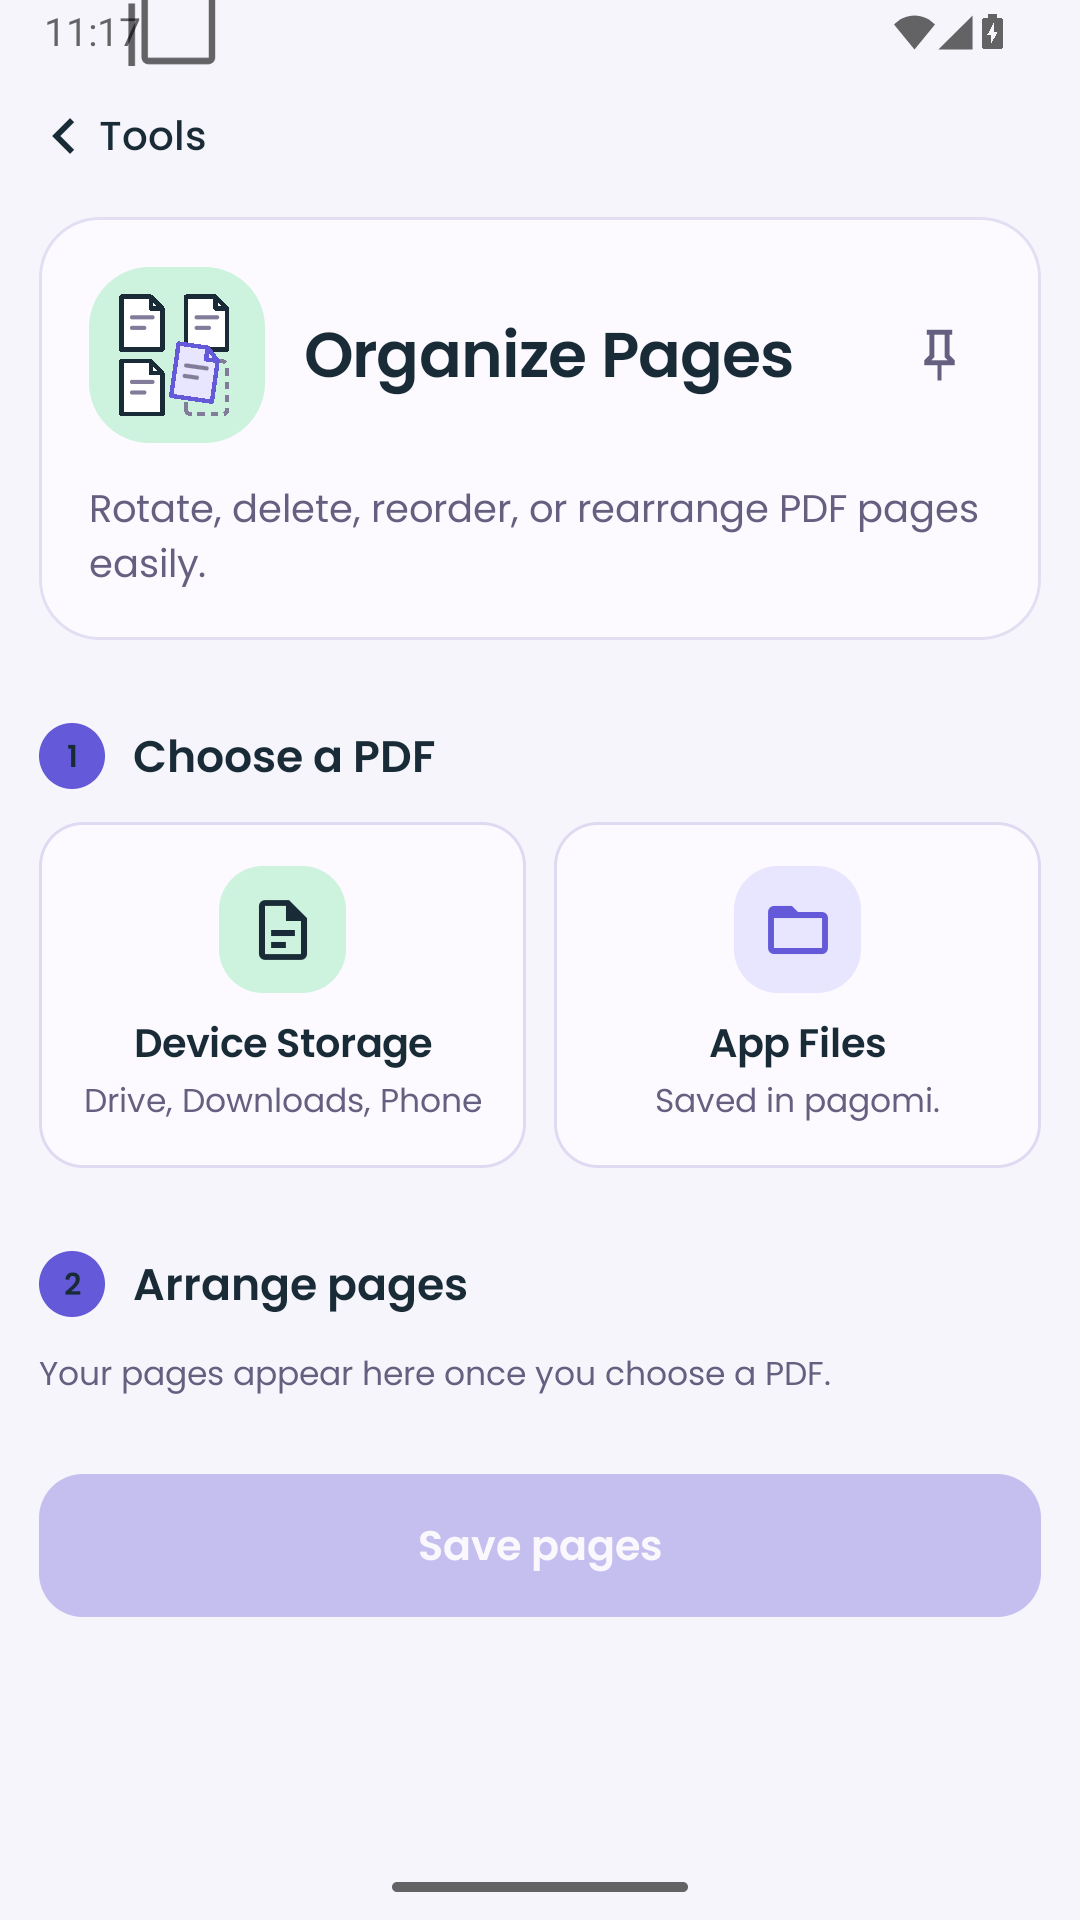 11:17
Tools
Organize Pages
Rotate, delete, reorder, or rearrange PDF pages
easily.
1 Choose a PDF
Device Storage
Drive, Downloads, Phone
App Files
Saved in pagomi.
2 Arrange pages
Your pages appear here once you choose a PDF.
Save pages